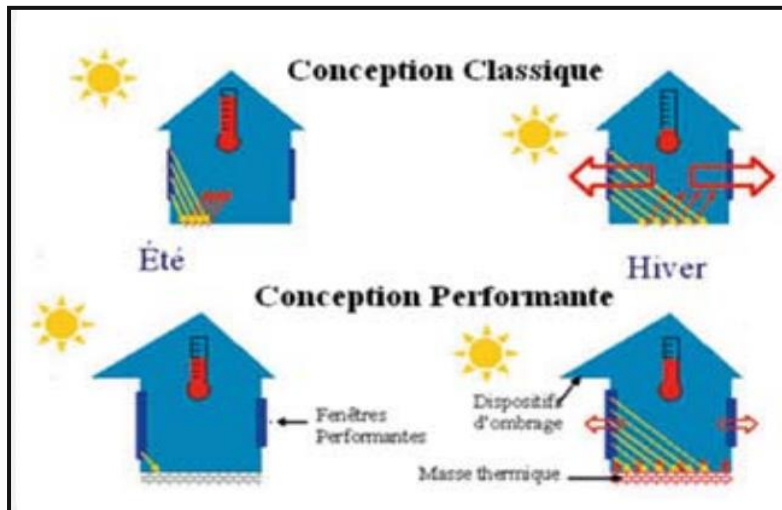 Conception Classique
Été
Hiver
Conception Performante
Fenêtres
Performantes
Dispositifs
d'ombrage
Masse thermique